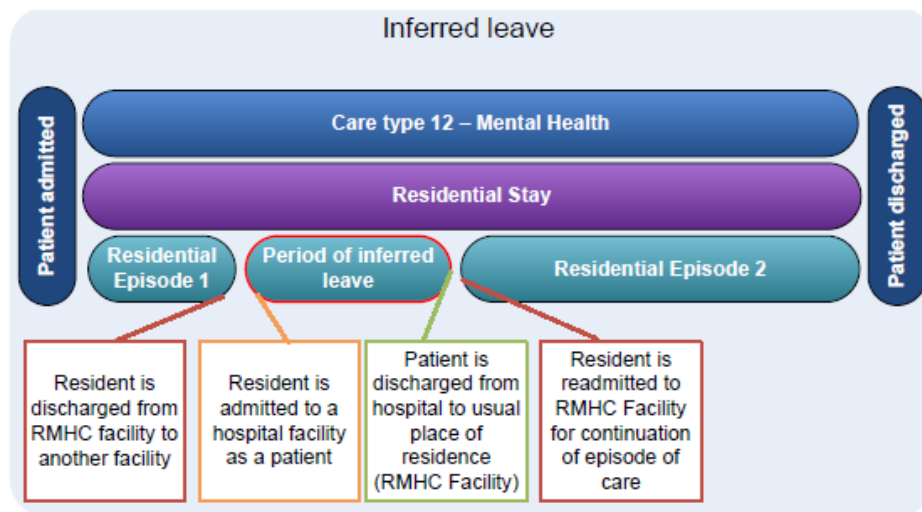 Inferred leave
Patient admitted
Care type 12 – Mental Health
Residential Stay
Residential
Episode 1
Period of inferred
leave
Residential Episode 2
Patient discharged
Resident is
discharged from
RMHC facility to
another facility
Resident is
admitted to a
hospital facility
as a patient
Patient is
discharged from
hospital to usual
place of
residence
(RMHC Facility)
Resident is
readmitted to
RMHC Facility
for continuation
of episode of
care